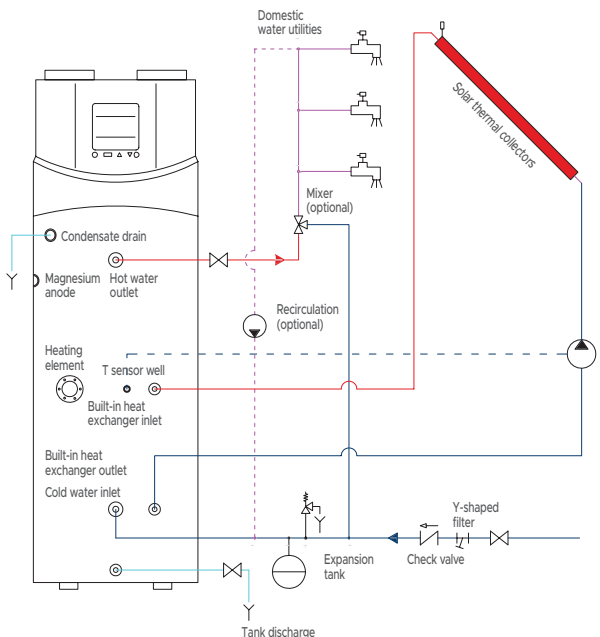 Domestic
water utilities
Solar thermal collectors
Mixer
(optional)
Condensate drain
Magnesium
anode
Hot water
outlet
Recirculation
(optional)
Heating
element
T sensor well
Built-in heat
exchanger inlet
Built-in heat
exchanger outlet
Cold water inlet
Y-shaped
filter
Expansion
tank
Check valve
Tank discharge